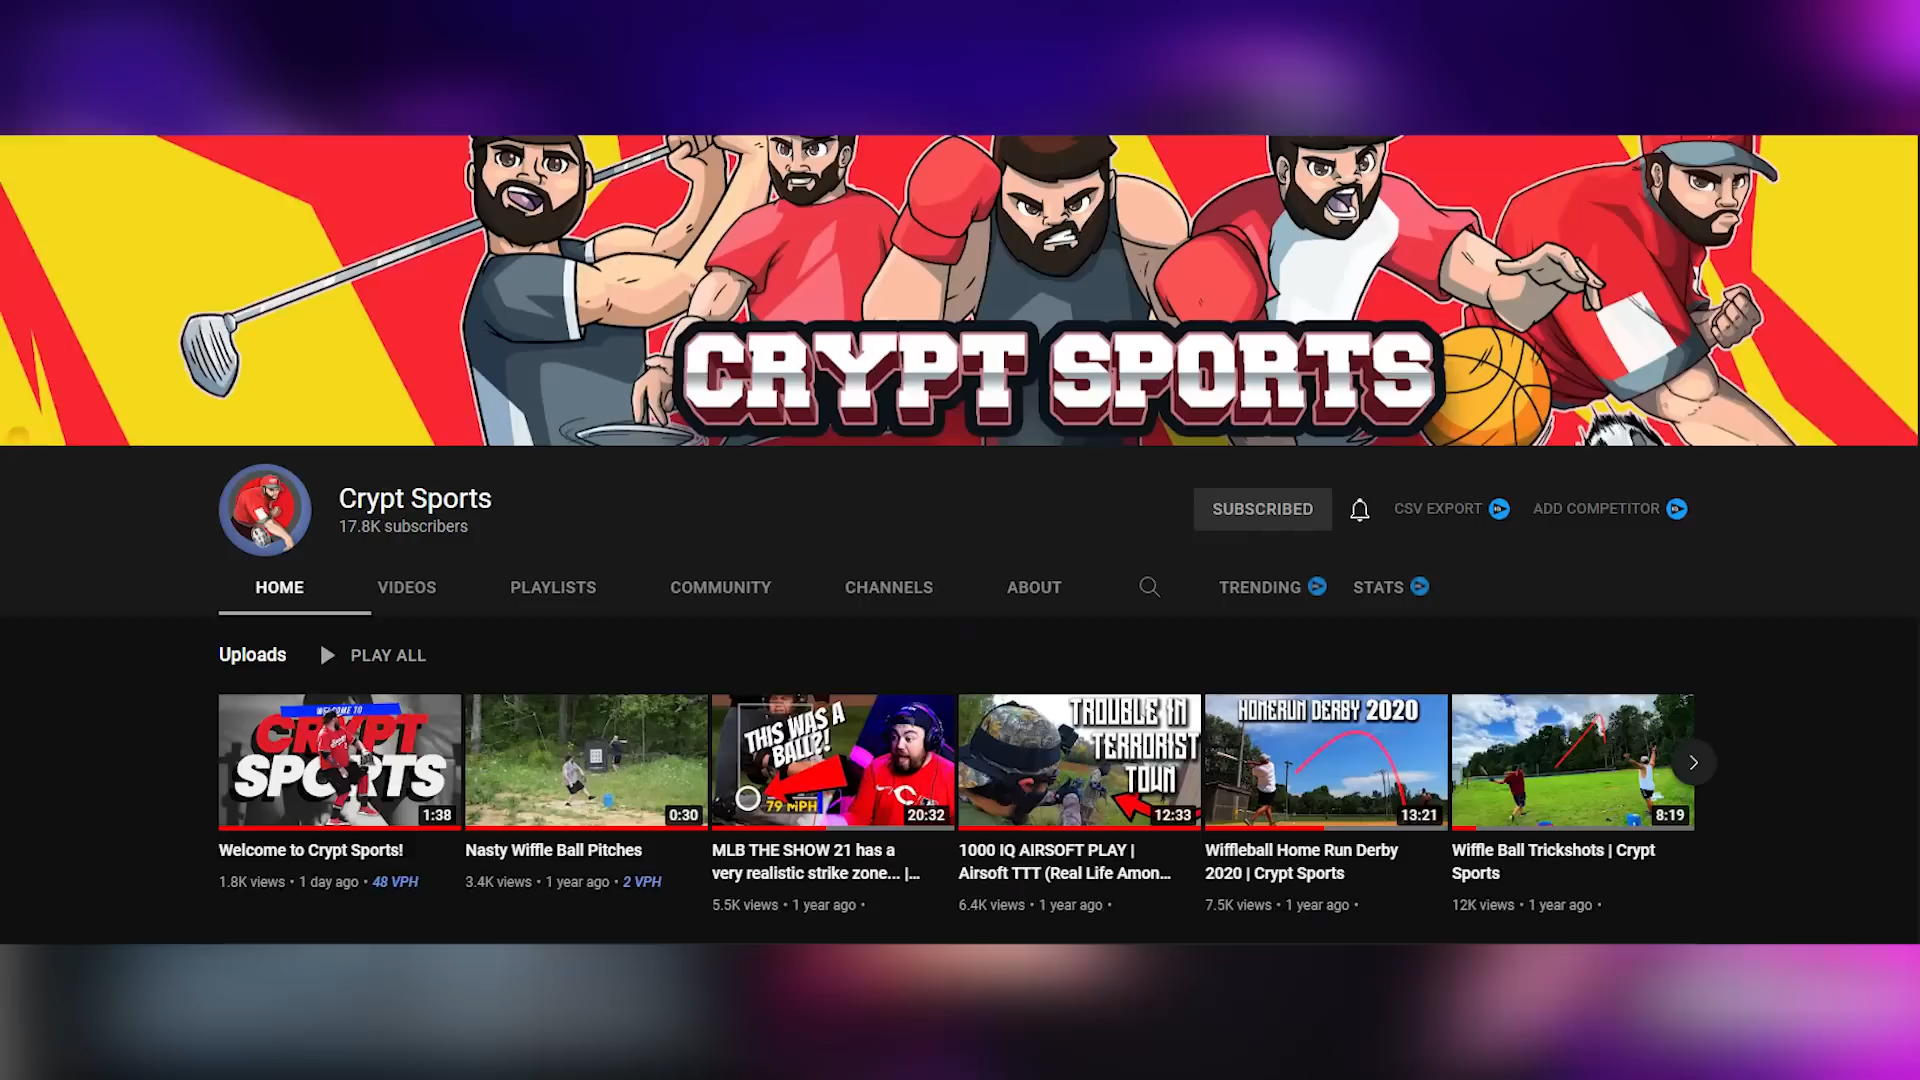 CRYPT SPORTS
Crypt Sports
17.8K subscribers
SUBSCRIBED
CSV EXPORT
ADD COMPETITOR
HOME
VIDEOS
PLAYLISTS
COMMUNITY
CHANNELS
ABOUT
TRENDING
STATS
Uploads
PLAY ALL
WELCOME TO
CRYPT
SPORTS
1:38
Welcome to Crypt Sports!
1.8K views • 1 day ago • 48 VPH
0:30
Nasty Wiffle Ball Pitches
3.4K views • 1 year ago • 2 VPH
THIS WAS A
BALL?!
79 MPH
20:32
MLB THE SHOW 21 has a
very realistic strike zone... |...
5.5K views • 1 year ago •
TROUBLE IN
TERRORIST
TOWN
12:33
1000 IQ AIRSOFT PLAY |
Airsoft TTT (Real Life Amon...
6.4K views • 1 year ago •
HOMERUN DERBY 2020
13:21
Wiffleball Home Run Derby
2020 | Crypt Sports
7.5K views • 1 year ago •
8:19
Wiffle Ball Trickshots | Crypt
Sports
12K views • 1 year ago •